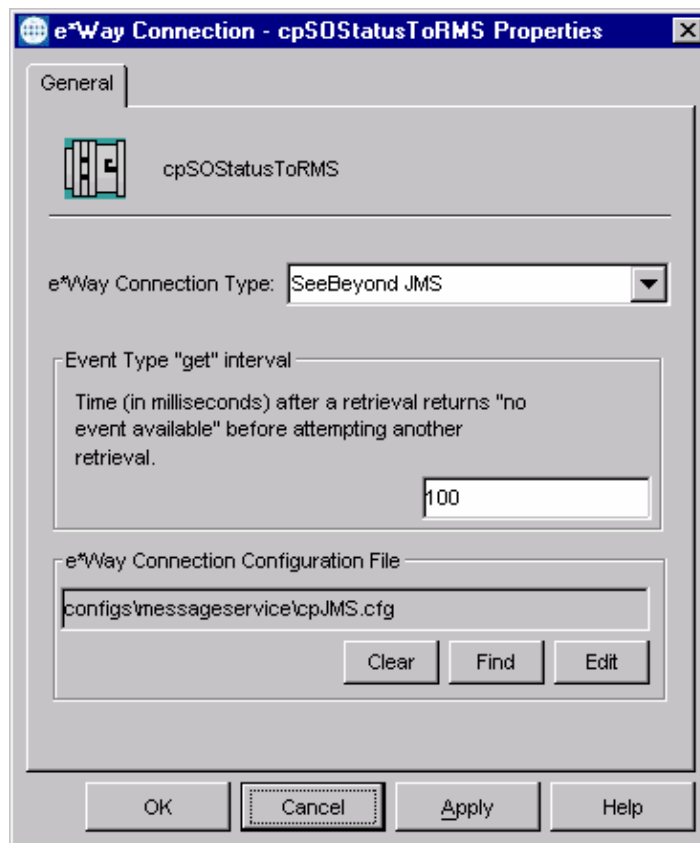 e*Way Connection - cpSOStatusToRMS Properties
General
cpSOStatusToRMS
e*Way Connection Type: SeeBeyond JMS
Event Type "get" interval
Time (in milliseconds) after a retrieval returns "no
event available" before attempting another
retrieval.
100
e*Way Connection Configuration File
configs\messageservice\cpJMS.cfg
Clear Find Edit
OK Cancel Apply Help